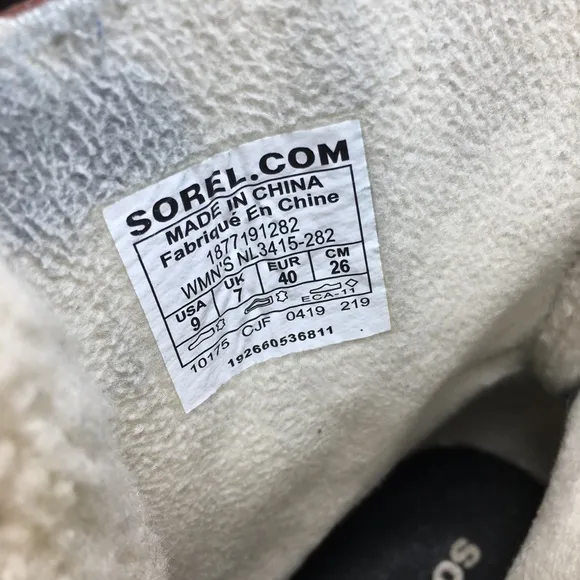 SOREL.COM
MADE IN CHINA
Fabriqué En Chine
1877191282
WMN'S NL3415-282
USA UK EUR CM
9 7 40 26
ECA-11
10175 CJF 0419 219
192660536811
SO